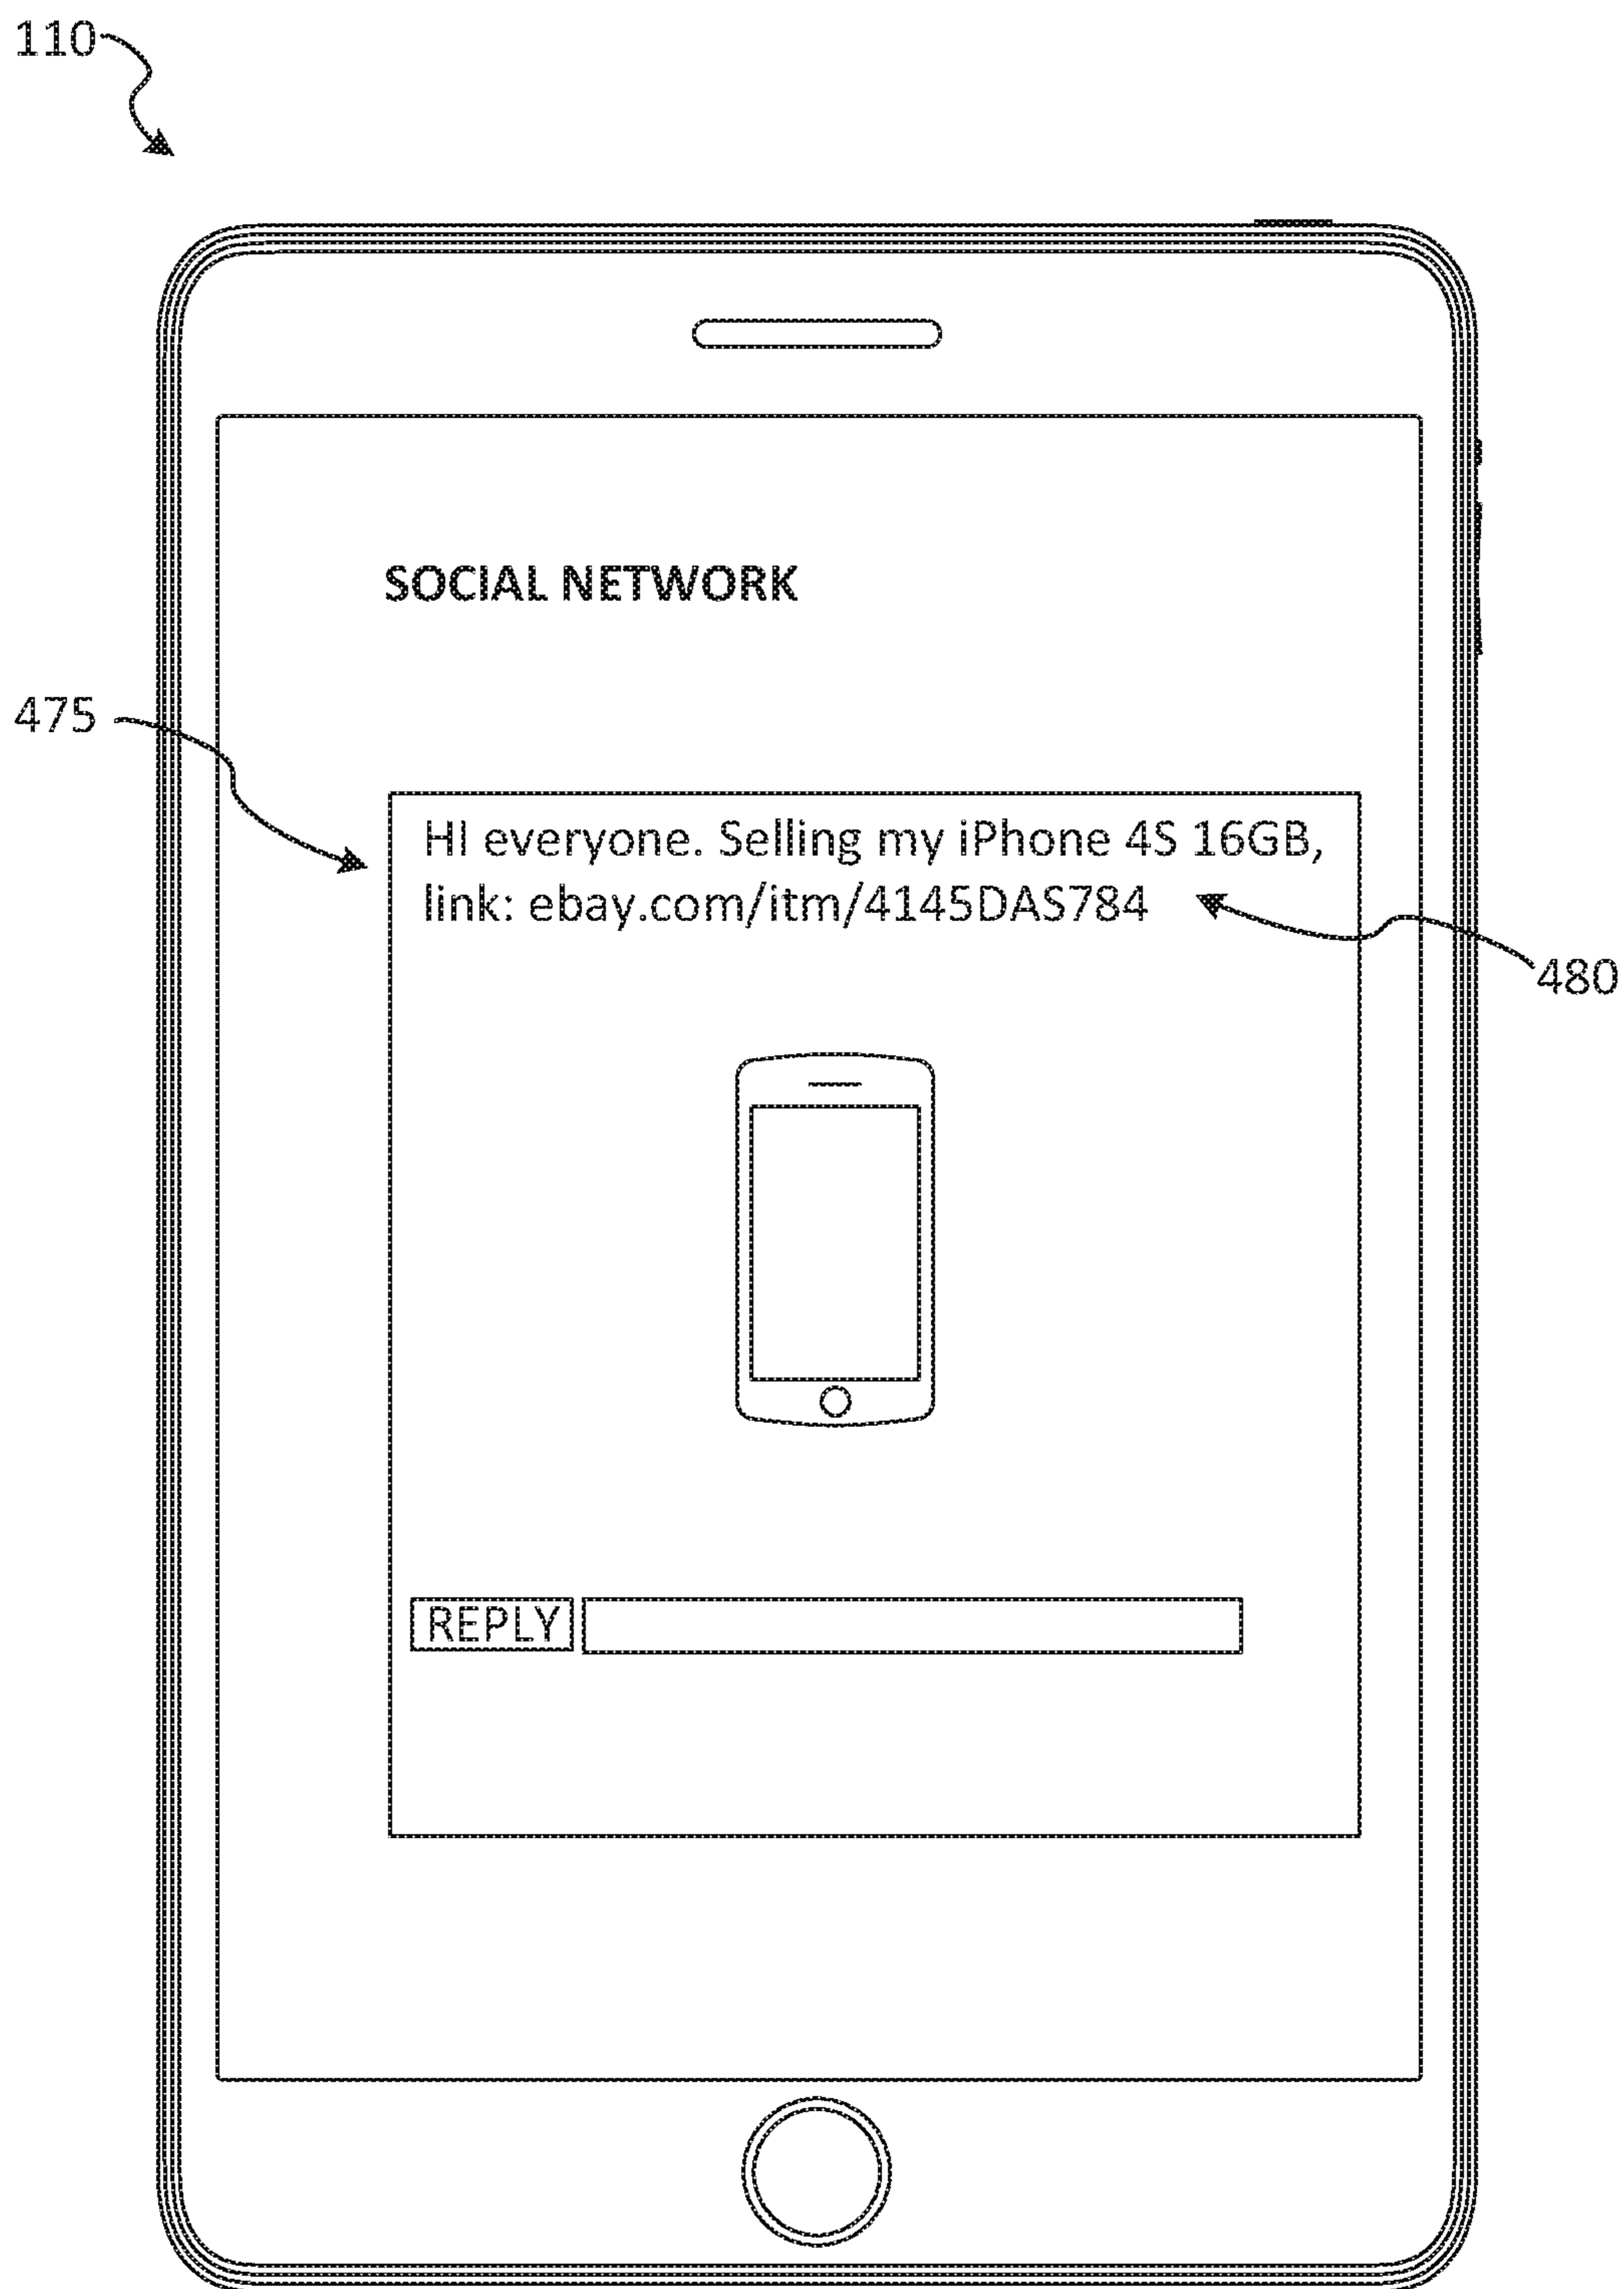 110
SOCIAL NETWORK
475
HI everyone. Selling my iPhone 4S 16GB,
link: ebay.com/itm/4145DAS784
480
REPLY